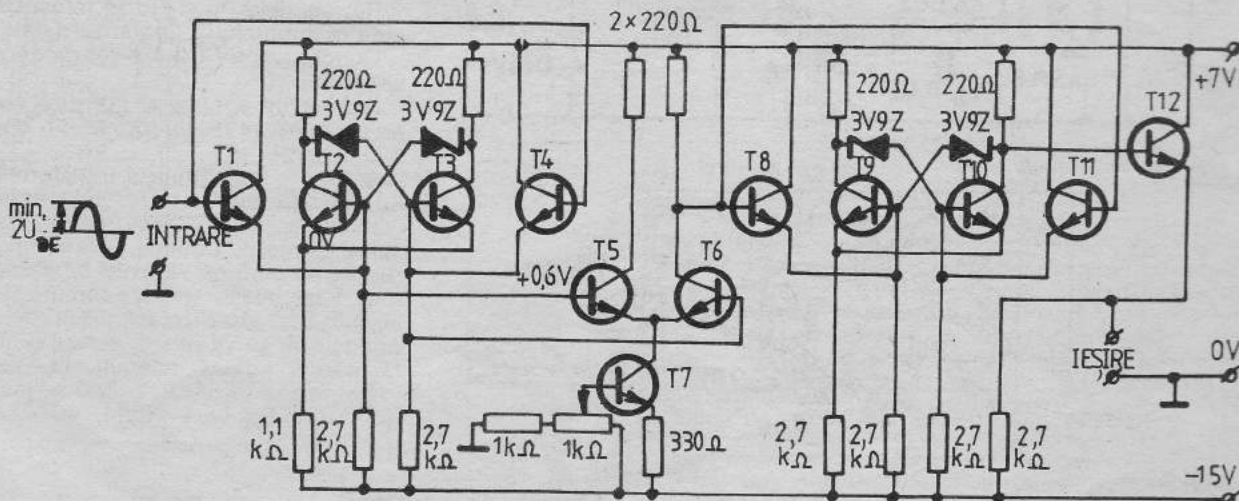 2×220Ω
220Ω
220Ω
220Ω
220Ω
+7V
3V9Z
3V9Z
3V9Z
3V9Z
T12
T1
T2
T3
T4
T8
T9
T10
T11
min.
2U BE
INTRARE
0V
T5
T6
+0,6V
IESIRE
0V
T7
1,1 kΩ
2,7 kΩ
2,7 kΩ
1kΩ
1kΩ
330Ω
2,7 kΩ
2,7 kΩ
2,7 kΩ
2,7 kΩ
-15V